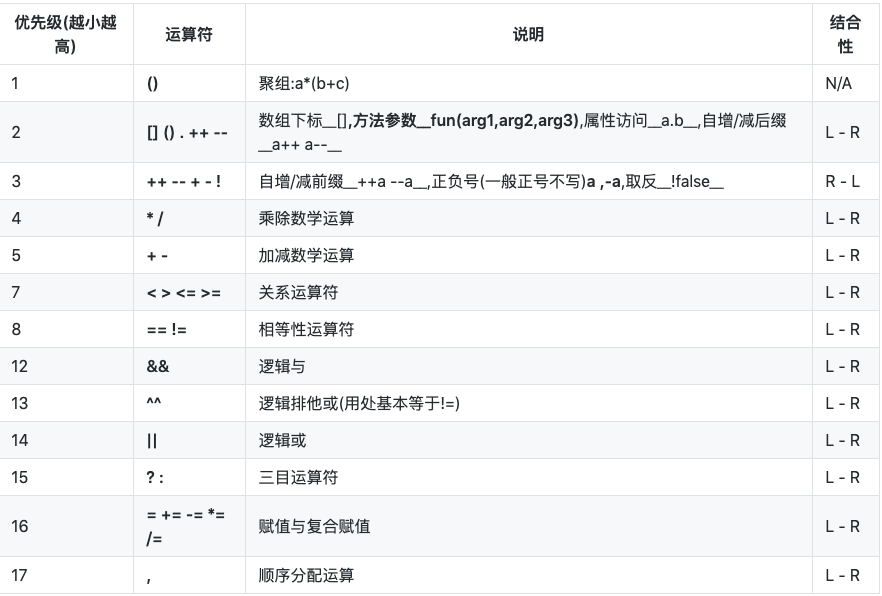 优先级(越小越 运算符 说明 结合
高) 性
1 () 聚组:a*(b+c) N/A
2 [] () . ++ -- 数组下标__[],方法参数__fun(arg1,arg2,arg3),属性访问__a.b__,自增/减后缀 L - R
__a++ a--__
3 ++ -- + - ! 自增/减前缀__++a --a__,正负号(一般正号不写)a ,-a,取反__!false__ R - L
4 * / 乘除数学运算 L - R
5 + - 加减数学运算 L - R
7 < > <= >= 关系运算符 L - R
8 == != 相等性运算符 L - R
12 && 逻辑与 L - R
13 ^^ 逻辑排他或(用处基本等于!=) L - R
14 || 逻辑或 L - R
15 ? : 三目运算符 L - R
16 = += -= *= 赋值与复合赋值 L - R
/=
17 , 顺序分配运算 L - R